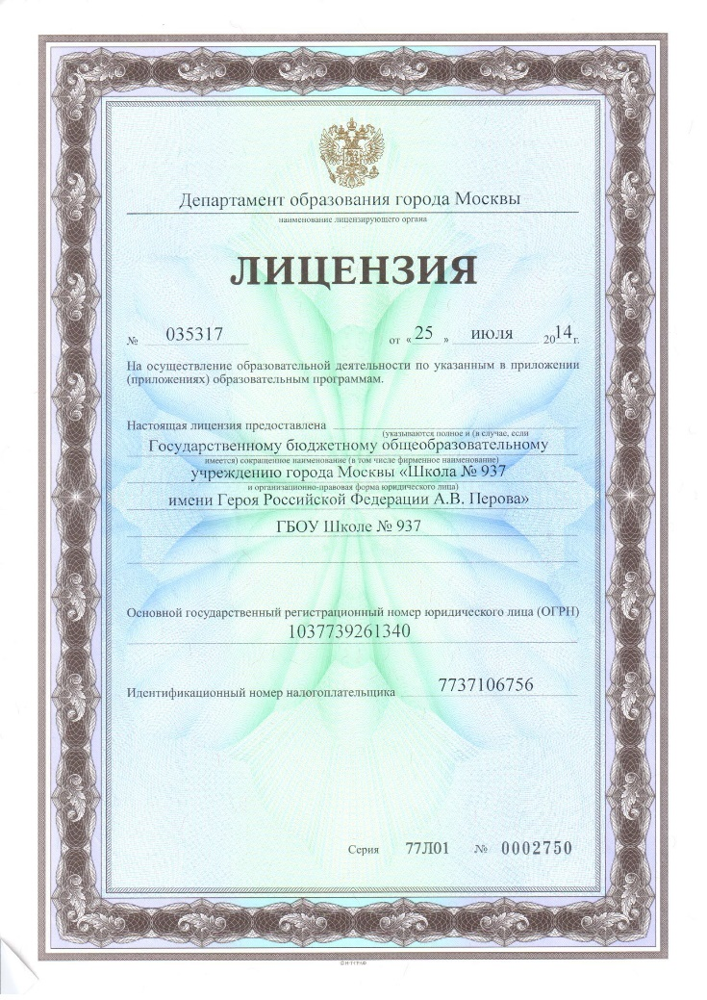 Департамент образования города Москвы
наименование лицензирующего органа
ЛИЦЕНЗИЯ
№ 035317 от « 25 » июля 2014 г.
На осуществление образовательной деятельности по указанным в приложении
(приложениях) образовательным программам.
Настоящая лицензия предоставлена
(указываются полное и (в случае, если
Государственному бюджетному общеобразовательному
имеется) сокращенное наименование (в том числе фирменное наименование)
учреждению города Москвы «Школа № 937
и организационно-правовая форма юридического лица)
имени Героя Российской Федерации А.В. Перова»
ГБОУ Школе № 937
Основной государственный регистрационный номер юридического лица (ОГРН)
1037739261340
Идентификационный номер налогоплательщика 7737106756
Серия 77Л01 № 0002750